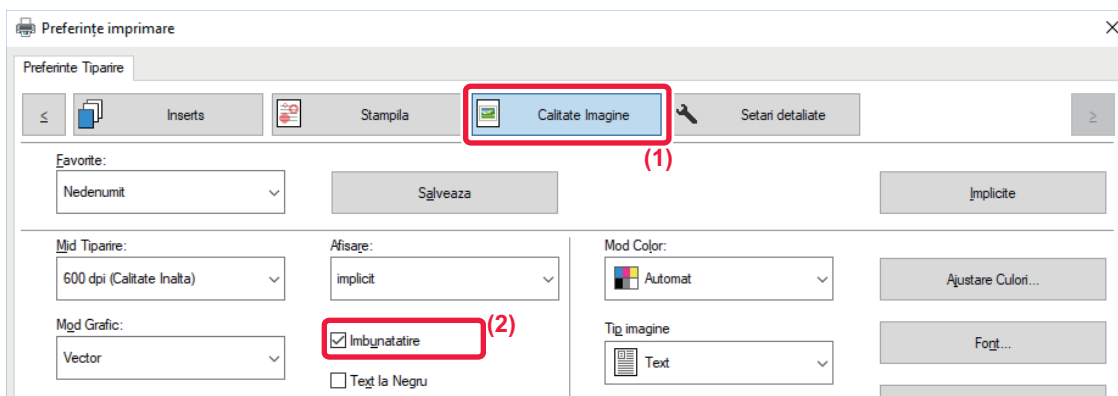 Preferințe imprimare
Preferinte Tiparire
<
Inserts
Stampila
Calitate Imagine
Setari detaliate
>
(1)
Favorite:
Nedenumit
Salveaza
Implicite
Mid Tiparire:
Afisare:
Mod Color:
600 dpi (Calitate Inalta)
implicit
Automat
Ajustare Culori...
Mod Grafic:
(2)
Imbunatatire
Tip imagine
Vector
Text
Font...
Text la Negru